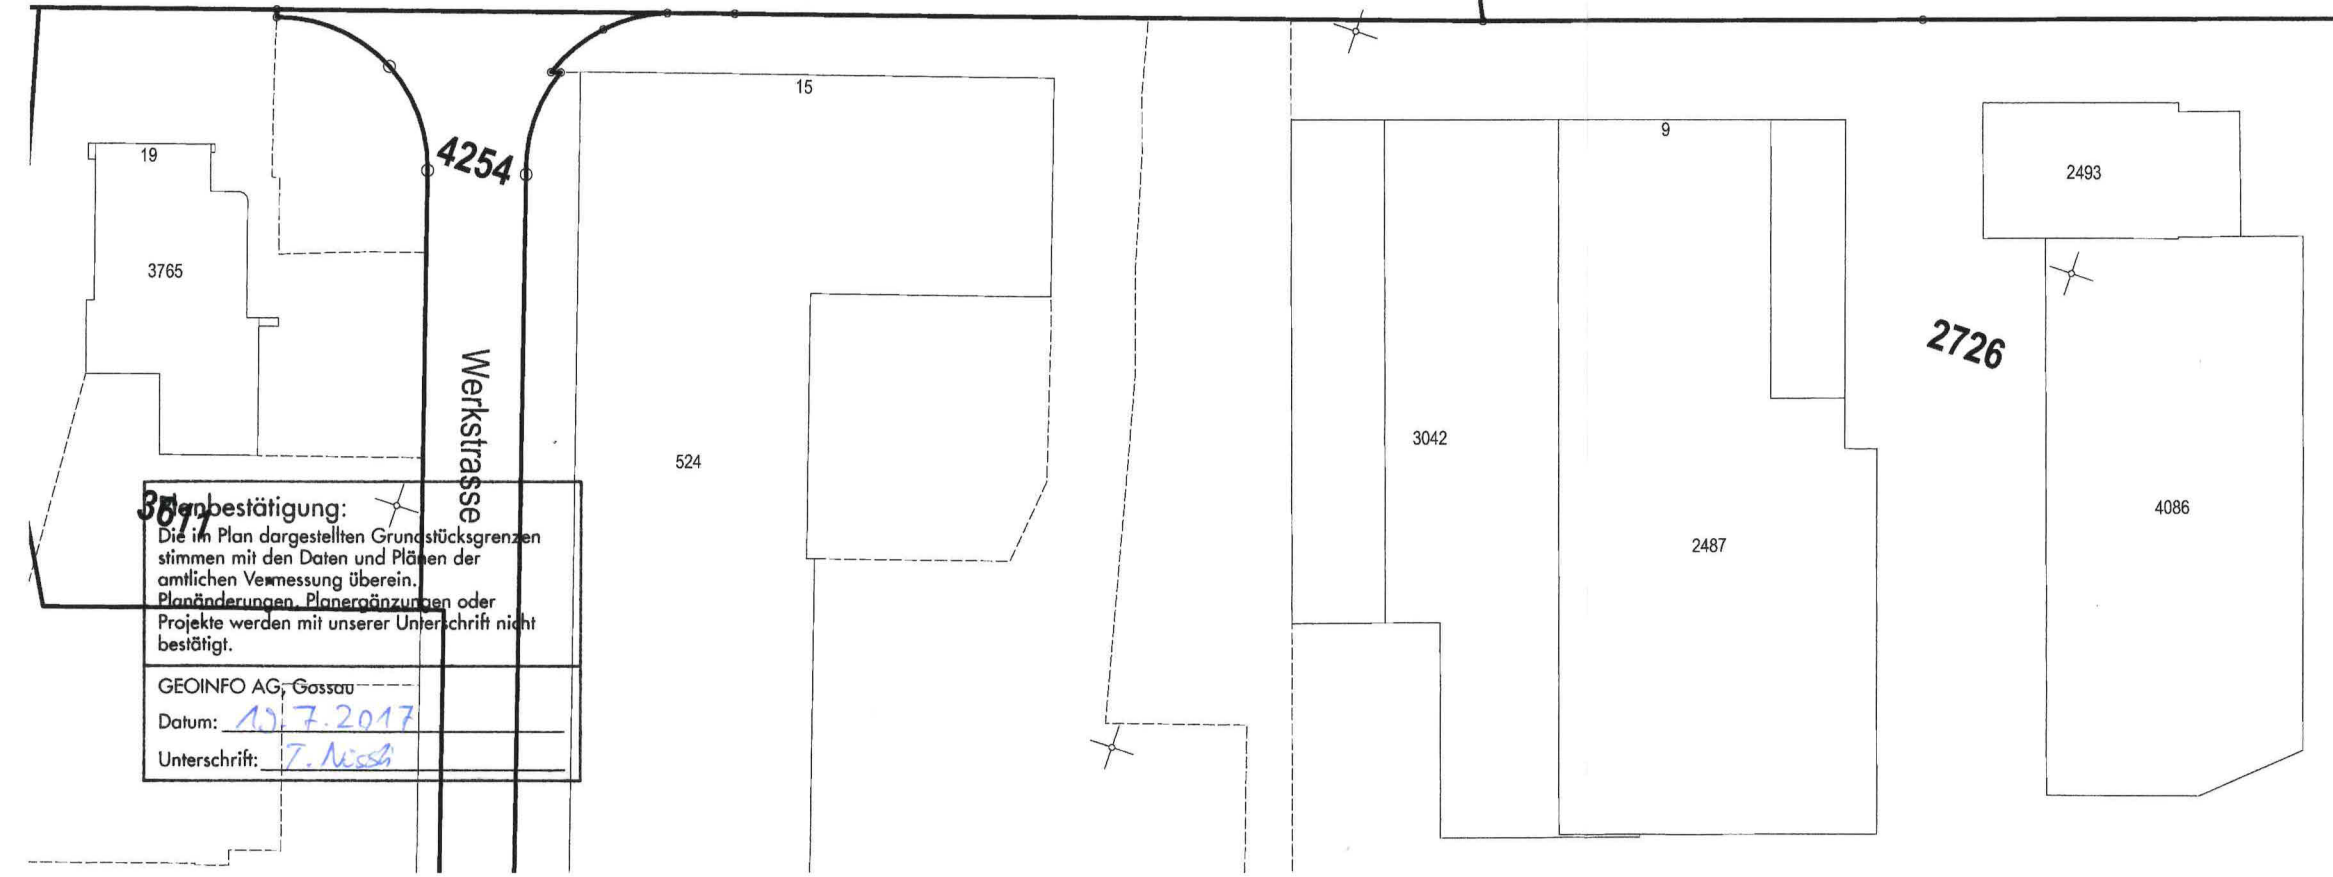 15
9
19
4254
2493
3765
2726
Werkstrasse
3042
524
4086
2487
3611
Planbestätigung:
Die im Plan dargestellten Grundstücksgrenzen
stimmen mit den Daten und Plänen der
amtlichen Vermessung überein.
Planänderungen, Planergänzungen oder
Projekte werden mit unserer Unterschrift nicht
bestätigt.
GEOINFO AG, Gossau
Datum: 19.7.2017
Unterschrift: T.